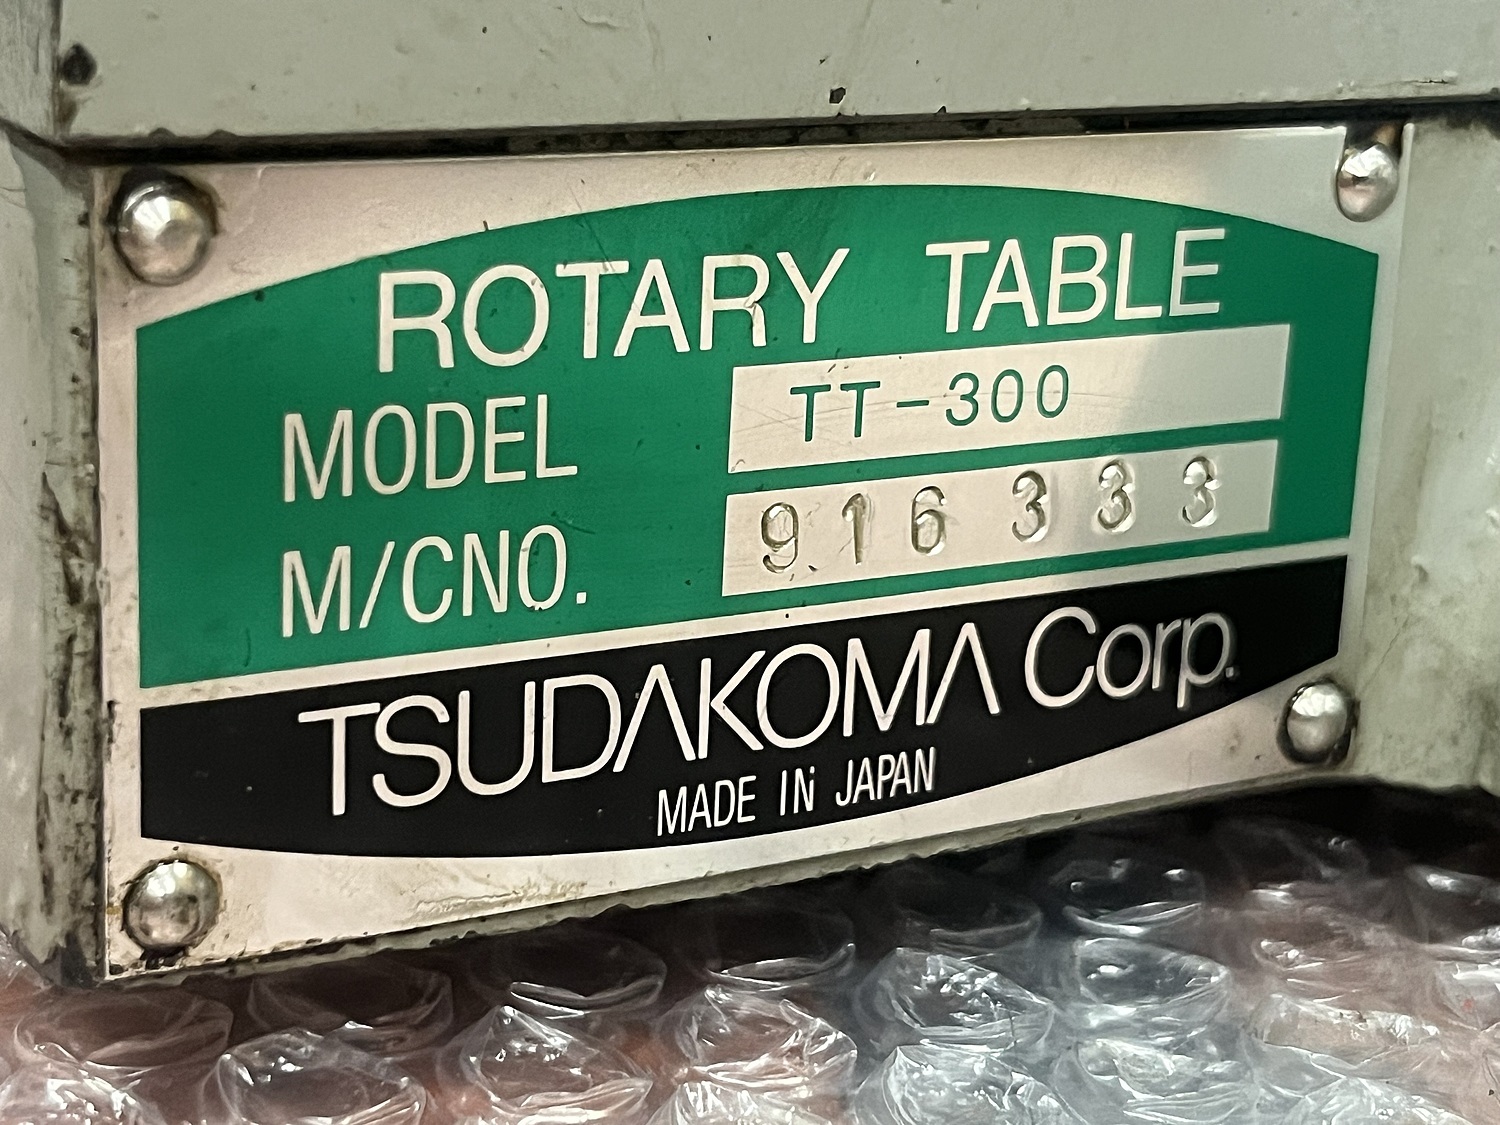 ROTARY TABLE
MODEL TT-300
M/CNO. 916333
TSUDAKOMA Corp.
MADE IN JAPAN